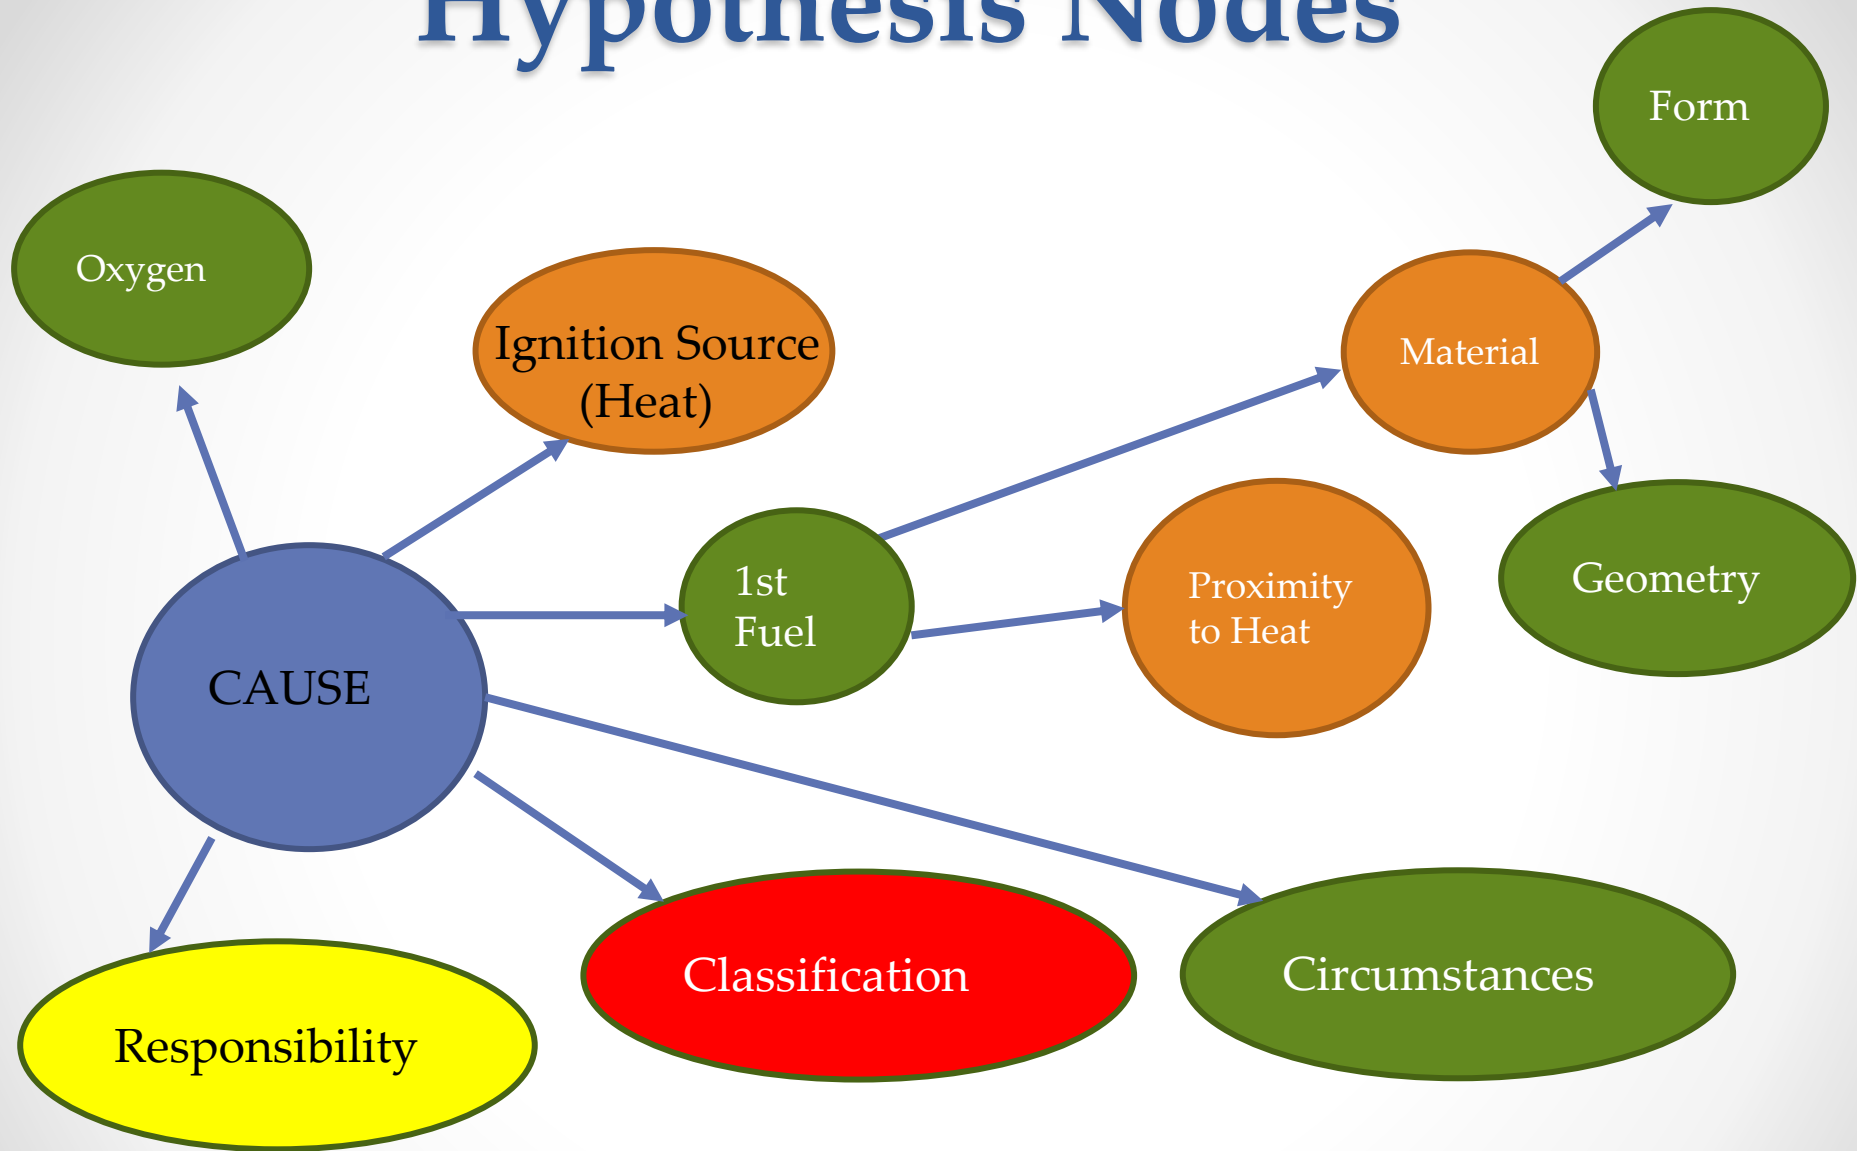 Hypothesis Nodes
Form
Oxygen
Ignition Source
(Heat)
Material
1st
Fuel
Proximity
to Heat
Geometry
CAUSE
Classification
Circumstances
Responsibility